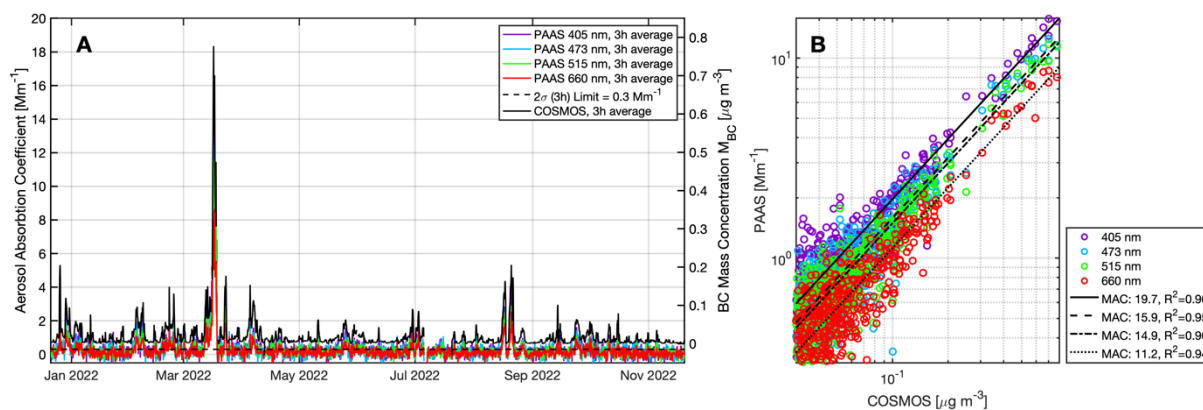 A
Aerosol Absorption Coefficient [Mm⁻¹]
20
18
16
14
12
10
8
6
4
2
0
Jan 2022 Mar 2022 May 2022 Jul 2022 Sep 2022 Nov 2022
PAAS 405 nm, 3h average
PAAS 473 nm, 3h average
PAAS 515 nm, 3h average
PAAS 660 nm, 3h average
2σ (3h) Limit = 0.3 Mm⁻¹
COSMOS, 3h average
0.8
0.7
0.6
0.5
0.4
0.3
0.2
0.1
0
BC Mass Concentration M_BC [μg m⁻³]
B
PAAS [Mm⁻¹]
10¹
10⁰
10⁻¹
COSMOS [μg m⁻³]
405 nm
473 nm
515 nm
660 nm
MAC: 19.7, R²=0.9
MAC: 15.9, R²=0.9
MAC: 14.9, R²=0.9
MAC: 11.2, R²=0.9